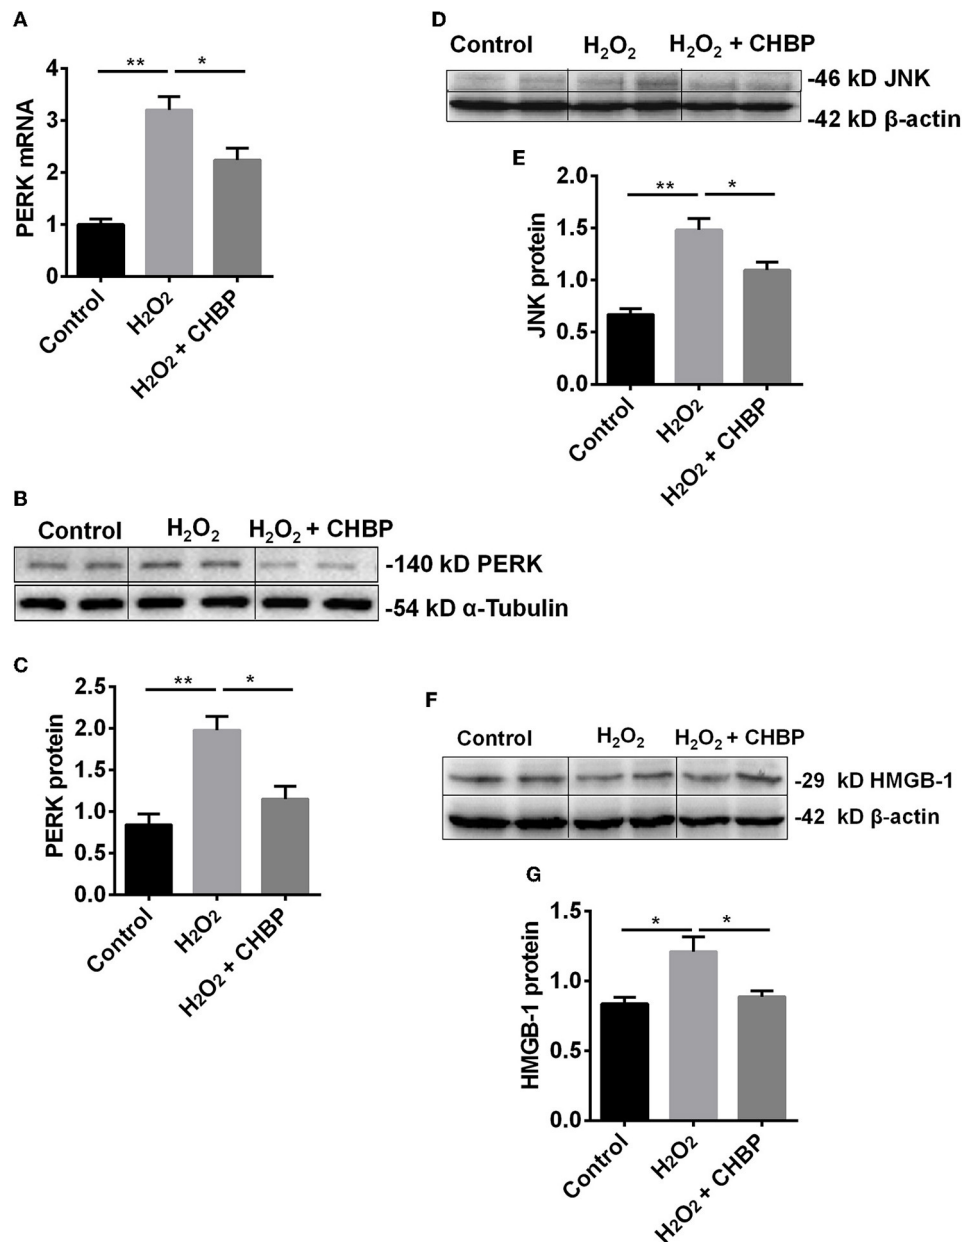 A
PERK mRNA
4
3
2
1
0
**
*
Control
H₂O₂
H₂O₂ + CHBP
B
Control H₂O₂ H₂O₂ + CHBP
-140 kD PERK
-54 kD α-Tubulin
C
PERK protein
2.5
2.0
1.5
1.0
0.5
0.0
**
*
Control
H₂O₂
H₂O₂ + CHBP
D
Control H₂O₂ H₂O₂ + CHBP
-46 kD JNK
-42 kD β-actin
E
JNK protein
2.0
1.5
1.0
0.5
0.0
**
*
Control
H₂O₂
H₂O₂ + CHBP
F
Control H₂O₂ H₂O₂ + CHBP
-29 kD HMGB-1
-42 kD β-actin
G
HMGB-1 protein
1.5
1.0
0.5
0.0
*
*
Control
H₂O₂
H₂O₂ + CHBP